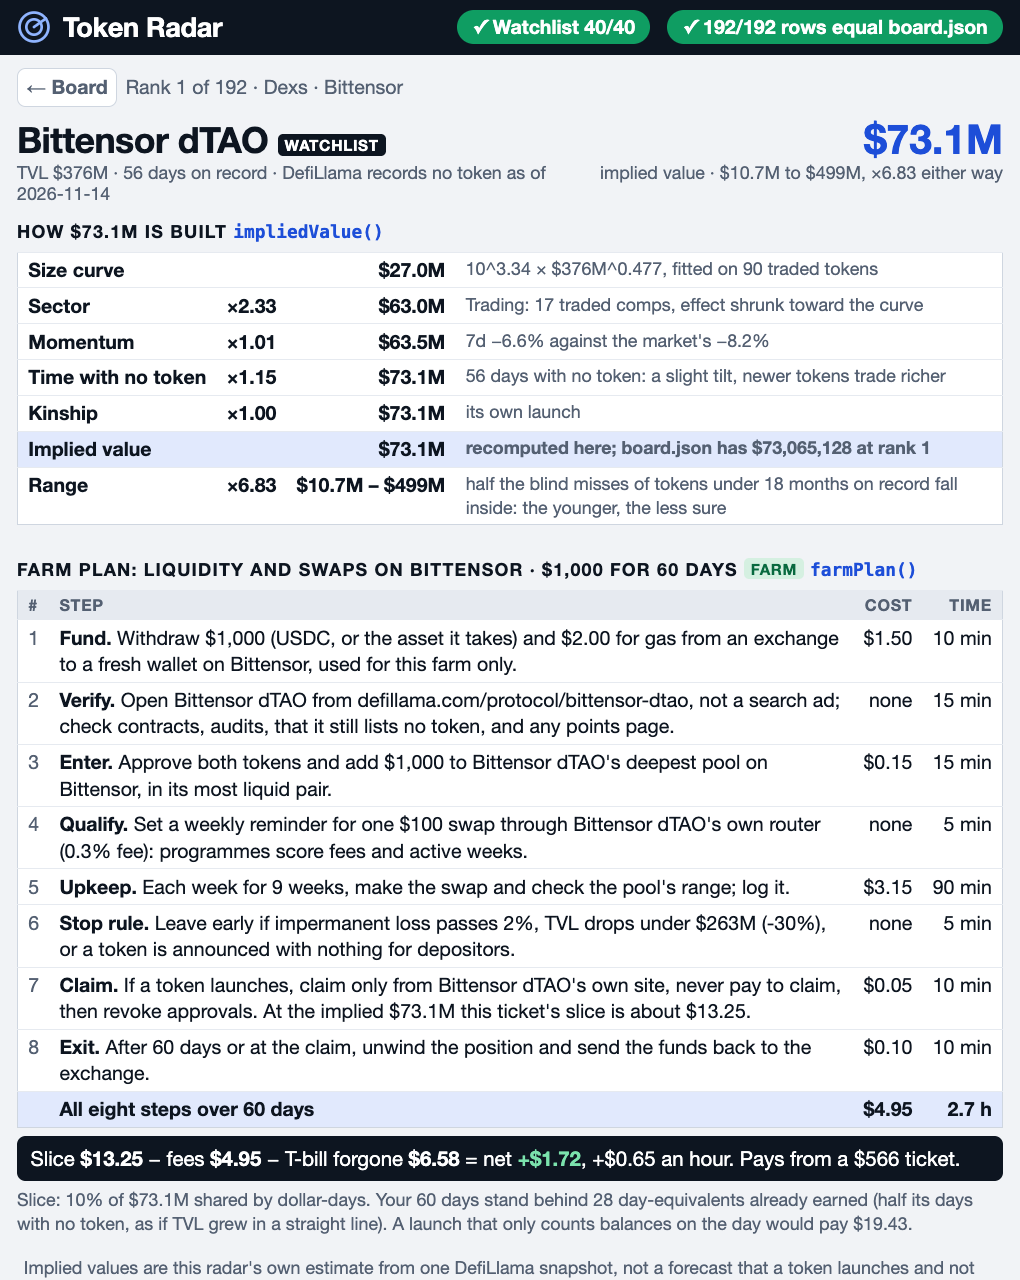 Token Radar
✓ Watchlist 40/40
✓ 192/192 rows equal board.json
← Board Rank 1 of 192 · Dexs · Bittensor
Bittensor dTAO WATCHLIST
$73.1M
TVL $376M · 56 days on record · DefiLlama records no token as of
2026-11-14
implied value · $10.7M to $499M, ×6.83 either way
HOW $73.1M IS BUILT impliedValue()
Size curve $27.0M 10^3.34 × $376M^0.477, fitted on 90 traded tokens
Sector ×2.33 $63.0M Trading: 17 traded comps, effect shrunk toward the curve
Momentum ×1.01 $63.5M 7d −6.6% against the market's −8.2%
Time with no token ×1.15 $73.1M 56 days with no token: a slight tilt, newer tokens trade richer
Kinship ×1.00 $73.1M its own launch
Implied value $73.1M recomputed here; board.json has $73,065,128 at rank 1
Range ×6.83 $10.7M – $499M half the blind misses of tokens under 18 months on record fall
inside: the younger, the less sure
FARM PLAN: LIQUIDITY AND SWAPS ON BITTENSOR · $1,000 FOR 60 DAYS FARM farmPlan()
# STEP COST TIME
1 Fund. Withdraw $1,000 (USDC, or the asset it takes) and $2.00 for gas from an exchange $1.50 10 min
to a fresh wallet on Bittensor, used for this farm only.
2 Verify. Open Bittensor dTAO from defillama.com/protocol/bittensor-dtao, not a search ad; none 15 min
check contracts, audits, that it still lists no token, and any points page.
3 Enter. Approve both tokens and add $1,000 to Bittensor dTAO's deepest pool on $0.15 15 min
Bittensor, in its most liquid pair.
4 Qualify. Set a weekly reminder for one $100 swap through Bittensor dTAO's own router none 5 min
(0.3% fee): programmes score fees and active weeks.
5 Upkeep. Each week for 9 weeks, make the swap and check the pool's range; log it. $3.15 90 min
6 Stop rule. Leave early if impermanent loss passes 2%, TVL drops under $263M (-30%), none 5 min
or a token is announced with nothing for depositors.
7 Claim. If a token launches, claim only from Bittensor dTAO's own site, never pay to claim, $0.05 10 min
then revoke approvals. At the implied $73.1M this ticket's slice is about $13.25.
8 Exit. After 60 days or at the claim, unwind the position and send the funds back to the $0.10 10 min
exchange.
All eight steps over 60 days $4.95 2.7 h
Slice $13.25 – fees $4.95 – T-bill forgone $6.58 = net +$1.72, +$0.65 an hour. Pays from a $566 ticket.
Slice: 10% of $73.1M shared by dollar-days. Your 60 days stand behind 28 day-equivalents already earned (half its days
with no token, as if TVL grew in a straight line). A launch that only counts balances on the day would pay $19.43.
Implied values are this radar's own estimate from one DefiLlama snapshot, not a forecast that a token launches and not